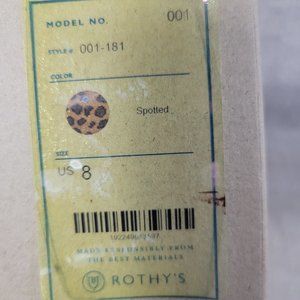 MODEL NO. 001
STYLE # 001-181
COLOR
Spotted
SIZE
US 8
MADE RESPONSIBLY FROM
THE BEST MATERIALS
ROTHY'S